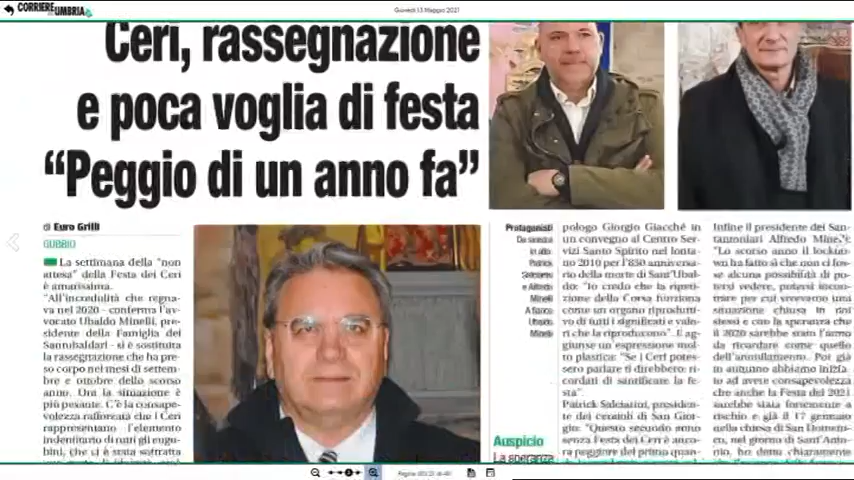 CORRIERE UMBRIA
Giovedì 13 Maggio 2021
Ceri, rassegnazione
e poca voglia di festa
“Peggio di un anno fa”
di Euro Grilli
GUBBIO
La settimana della "non
attesa" della Festa dei Ceri
è amarissima.
"All'incredulità che regna-
va nel 2020 - conferma l'av-
vocato Ubaldo Minelli, pre-
sidente della Famiglia dei
Santubaldari - si è sostituita
la rassegnazione che ha pre-
so corpo nei mesi di settem-
bre e ottobre dello scorso
anno. Ora la situazione è
più pesante. C'è la consape-
volezza rafforzata che i Ceri
rappresentano l'elemento
identitario di tutti gli eugu-
bini, che ci è stata sottratta
Protagonisti
Da sinistra
in alto
Patrick
Salciarini
e Alfredo
Minelli
A fianco
Ubaldo
Minelli
Auspicio
La speranza
pologo Giorgio Giacché in
un convegno al Centro Ser-
vizi Santo Spirito nel lonta-
no 2010 per l'850 anniversa-
rio della morte di Sant'Ubal-
do: "Io credo che la ripeti-
zione della Corsa funziona
come un organo riprodutti-
vo di tutti i significati e valo-
ri che la riproducono". E ag-
giunse un espressione mol-
to plastica: "Se i Ceri potes-
sero parlare ti direbbero: ri-
cordati di santificare la fe-
sta".
Patrick Salciarini, presiden-
te dei ceraioli di San Gior-
gio: "Questo secondo anno
senza Festa dei Ceri è anco-
ra peggiore del primo quan-
Infine il presidente dei San-
tantoniari Alfredo Minelli:
"Lo scorso anno il lockdo-
wn ha fatto sì che non ci fos-
se alcuna possibilità di po-
tersi vedere, potersi incon-
trare per cui vivevamo una
situazione chiusa in noi
stessi e con la speranza che
il 2020 sarebbe stato l'anno
da ricordare come quello
dell'annullamento. Poi già
in autunno abbiamo inizia-
to ad avere consapevolezza
che anche la Festa del 2021
sarebbe stata fortemente a
rischio e già il 17 gennaio
nella chiesa di San Domeni-
co, nel giorno di Sant'Anto-
nio, ho detto chiaramente